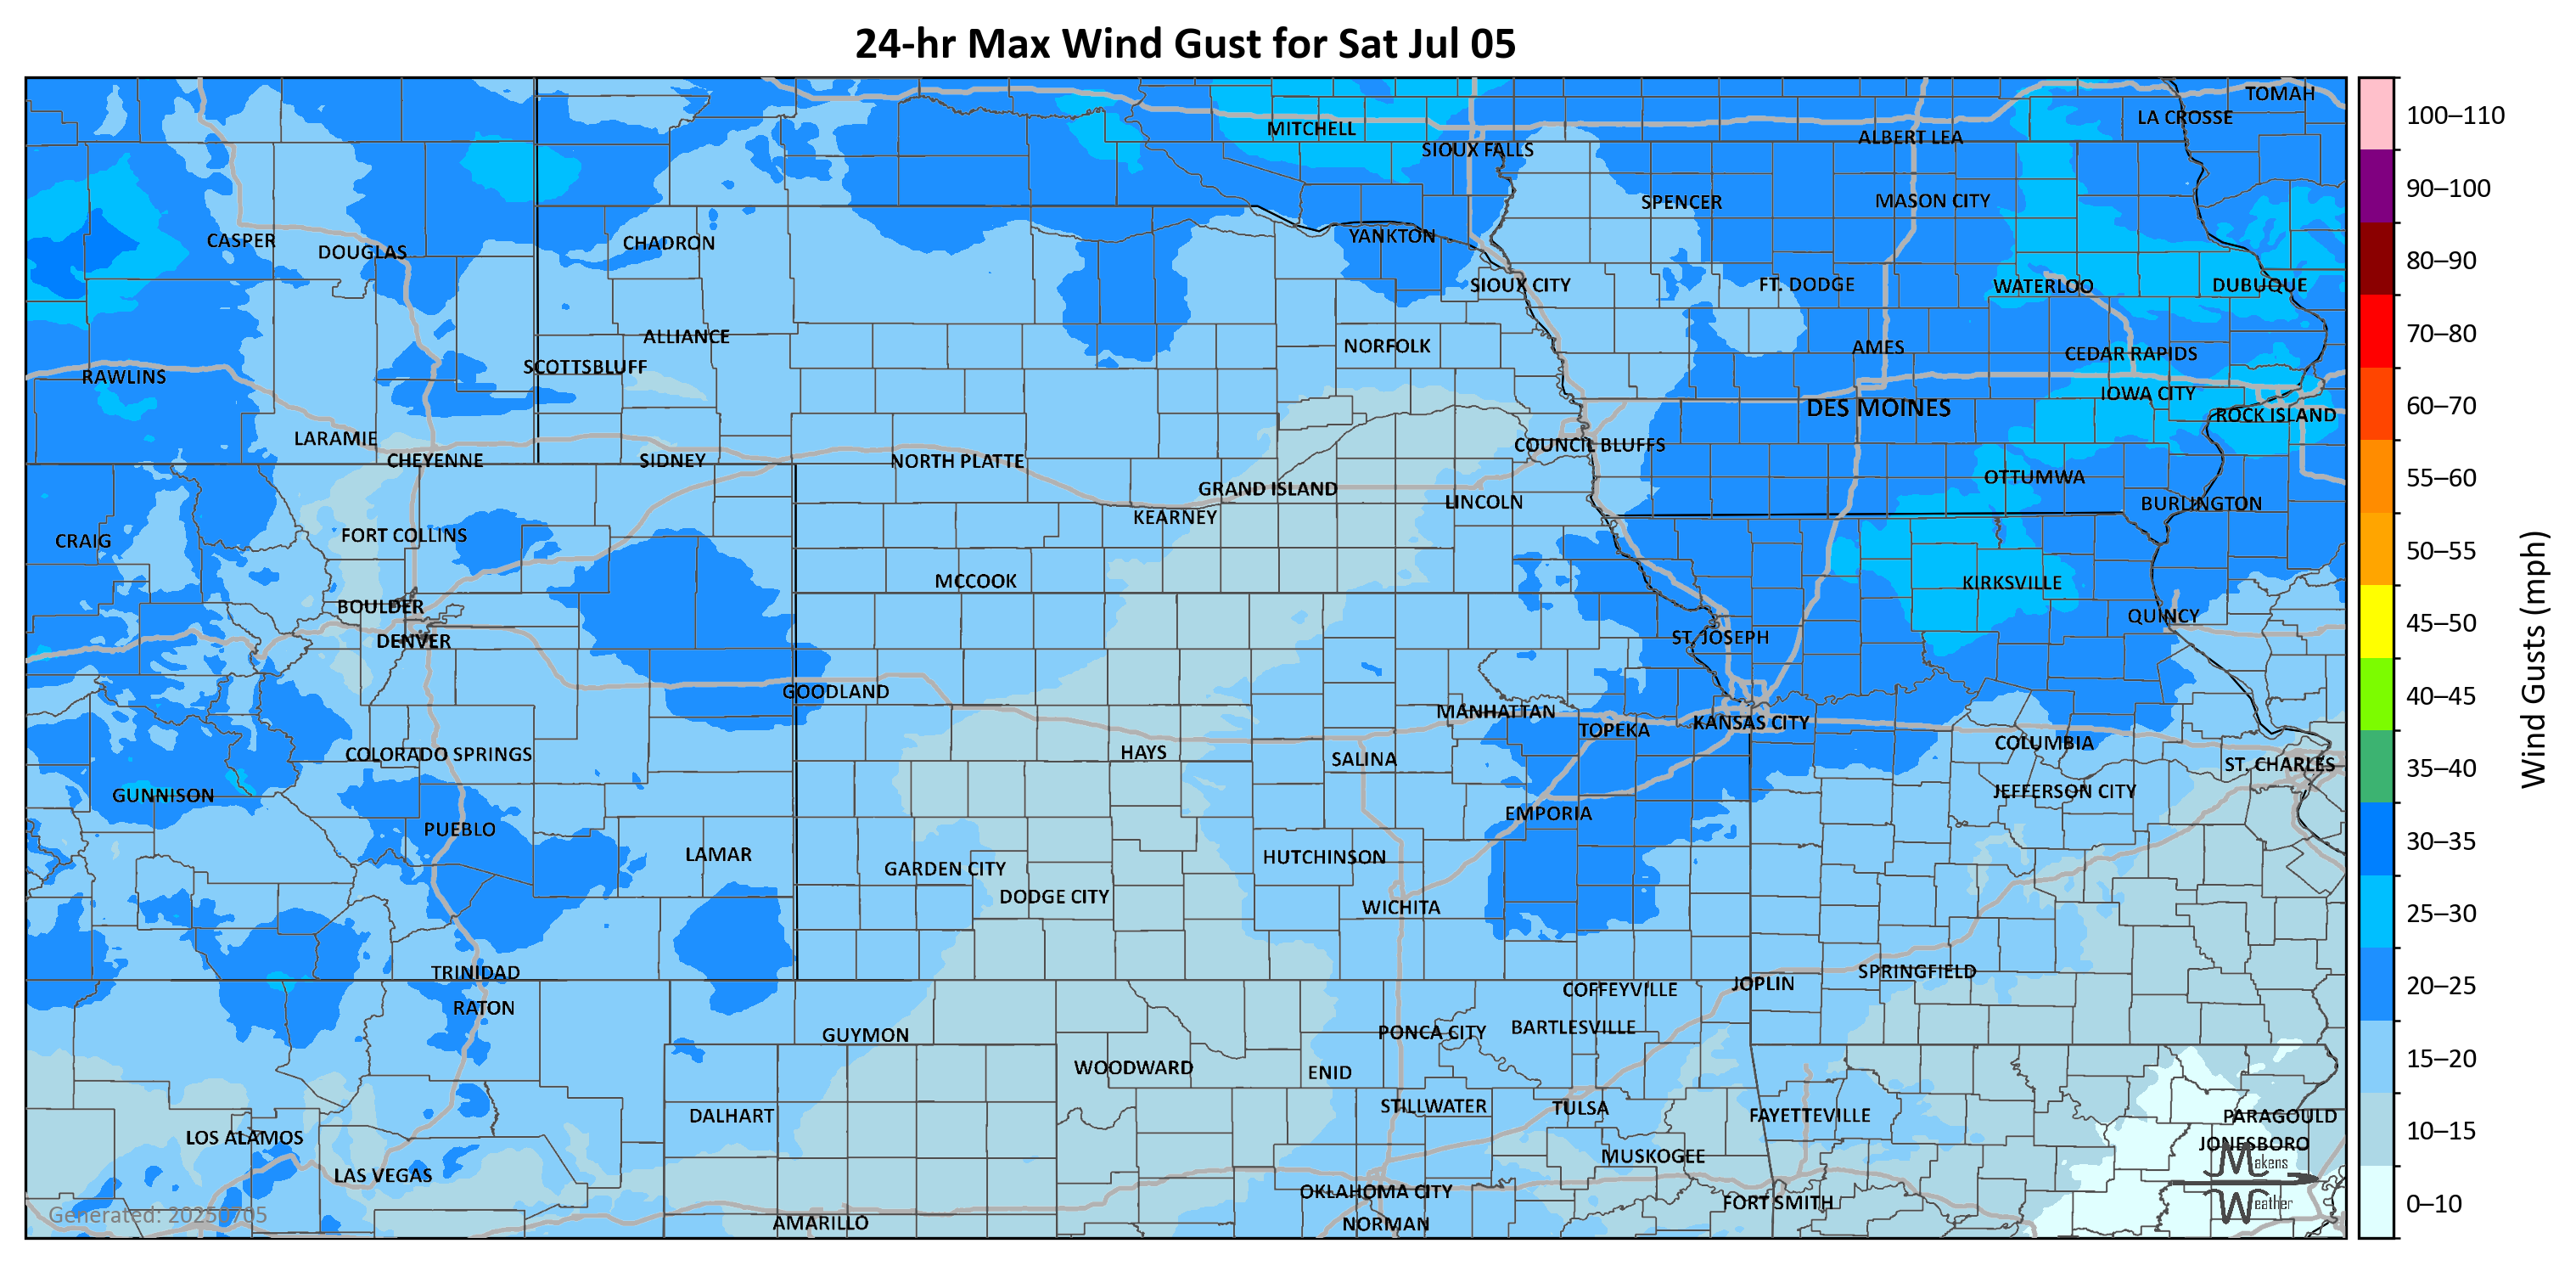 24-hr Max Wind Gust for Sat Jul 05
TOMAH
LA CROSSE
MITCHELL
ALBERT LEA
SIOUX FALLS
SPENCER
MASON CITY
CASPER
DOUGLAS
CHADRON
YANKTON
SIOUX CITY
FT. DODGE
WATERLOO
DUBUQUE
ALLIANCE
NORFOLK
AMES
CEDAR RAPIDS
SCOTTSBLUFF
RAWLINS
IOWA CITY
DES MOINES
ROCK ISLAND
LARAMIE
COUNCIL BLUFFS
CHEYENNE
SIDNEY
NORTH PLATTE
OTTUMWA
GRAND ISLAND
LINCOLN
BURLINGTON
KEARNEY
FORT COLLINS
CRAIG
MCCOOK
KIRKSVILLE
BOULDER
QUINCY
DENVER
ST. JOSEPH
GOODLAND
MANHATTAN
TOPEKA
KANSAS CITY
COLUMBIA
COLORADO SPRINGS
HAYS
SALINA
ST. CHARLES
GUNNISON
JEFFERSON CITY
EMPORIA
PUEBLO
LAMAR
HUTCHINSON
GARDEN CITY
DODGE CITY
WICHITA
TRINIDAD
SPRINGFIELD
JOPLIN
COFFEYVILLE
RATON
BARTLESVILLE
PONCA CITY
GUYMON
WOODWARD
ENID
STILLWATER
TULSA
DALHART
FAYETTEVILLE
PARAGOULD
LOS ALAMOS
JONESBORO
MUSKOGEE
LAS VEGAS
OKLAHOMA CITY
FORT SMITH
AMARILLO
NORMAN
Generated: 20250705
Makens
Weather
100–110
90–100
80–90
70–80
60–70
55–60
50–55
45–50
40–45
35–40
30–35
25–30
20–25
15–20
10–15
0–10
Wind Gusts (mph)